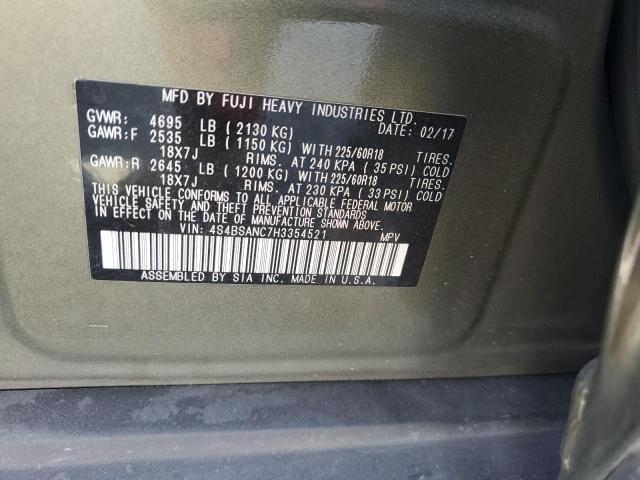 MFD BY FUJI HEAVY INDUSTRIES LTD.
GVWR: 4695 LB ( 2130 KG) DATE: 02/17
GAWR:F 2535 LB ( 1150 KG) WITH 225/60R18 TIRES.
18X7J RIMS. AT 240 KPA ( 35 PSI) COLD
GAWR:R 2645 LB ( 1200 KG) WITH 225/60R18 TIRES.
18X7J RIMS. AT 230 KPA ( 33 PSI) COLD
THIS VEHICLE CONFORMS TO ALL APPLICABLE FEDERAL MOTOR
VEHICLE SAFETY AND THEFT PREVENTION STANDARDS
IN EFFECT ON THE DATE OF MANUFACTURE SHOWN ABOVE.
VIN: 4S4BSANC7H3354521 MPV
ASSEMBLED BY SIA INC. MADE IN U.S.A.